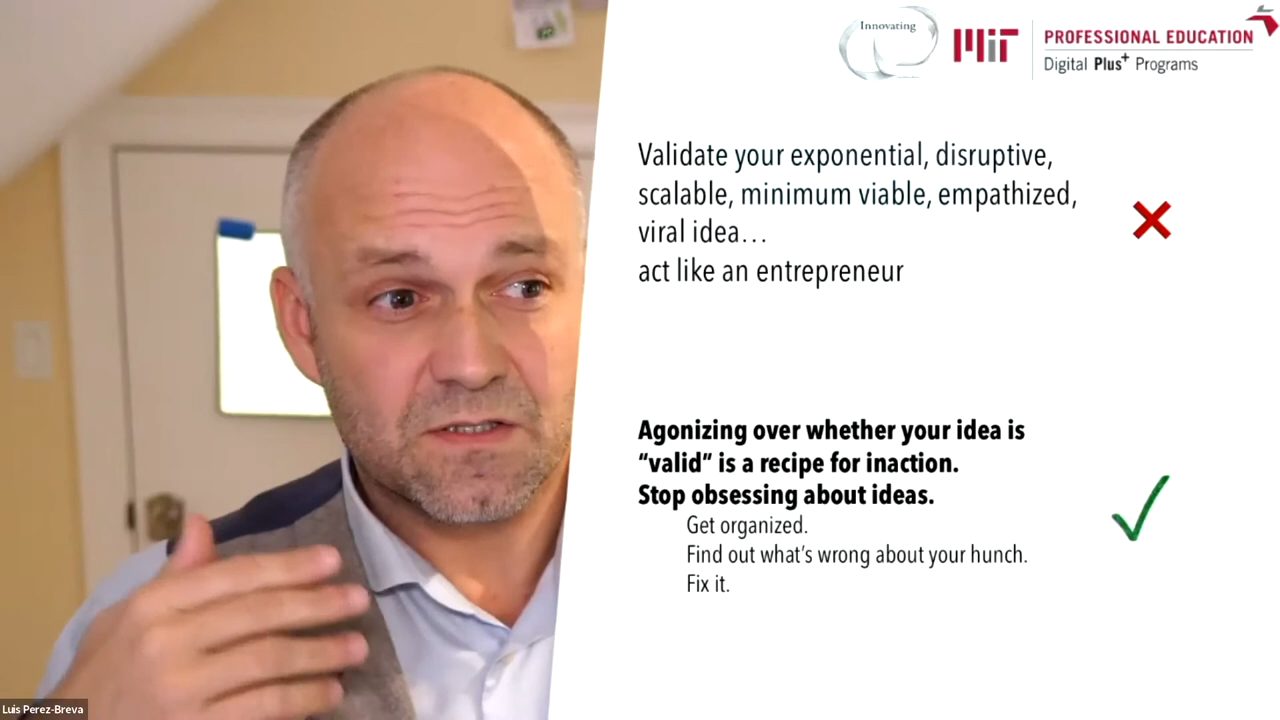 Innovating
MIT
PROFESSIONAL EDUCATION
Digital Plus+ Programs
Validate your exponential, disruptive,
scalable, minimum viable, empathized,
viral idea…
act like an entrepreneur
Agonizing over whether your idea is
“valid” is a recipe for inaction.
Stop obsessing about ideas.
Get organized.
Find out what’s wrong about your hunch.
Fix it.
Luis Perez-Breva